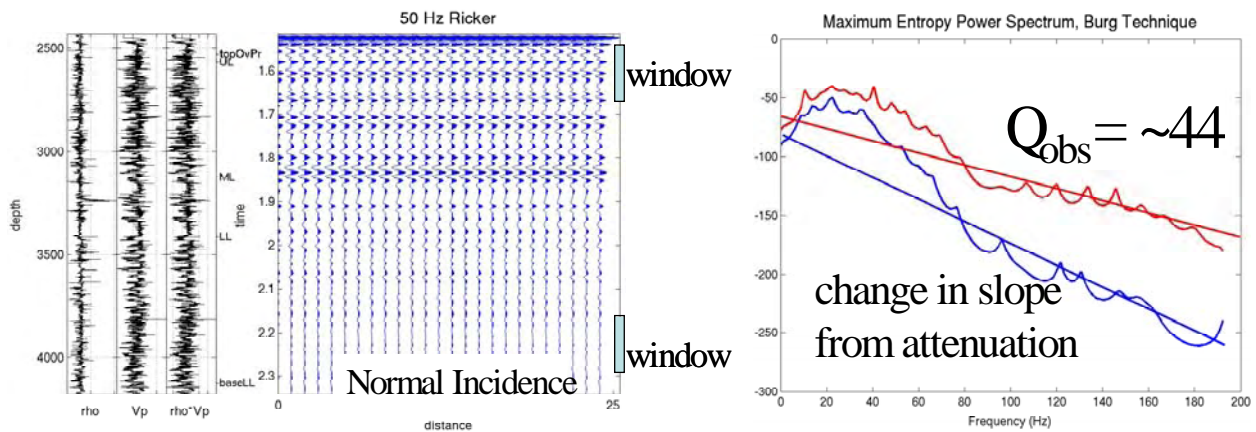 50 Hz Ricker
2500
3000
3500
4000
depth
topOvPr
UL
ML
LL
baseLL
rho
Vp
rho*Vp
1.6
1.7
1.8
1.9
2
2.1
2.2
2.3
time
window
window
Normal Incidence
0
25
distance
Maximum Entropy Power Spectrum, Burg Technique
0
-50
-100
-150
-200
-250
-300
Qobs = ~44
change in slope
from attenuation
0 20 40 60 80 100 120 140 160 180 200
Frequency (Hz)